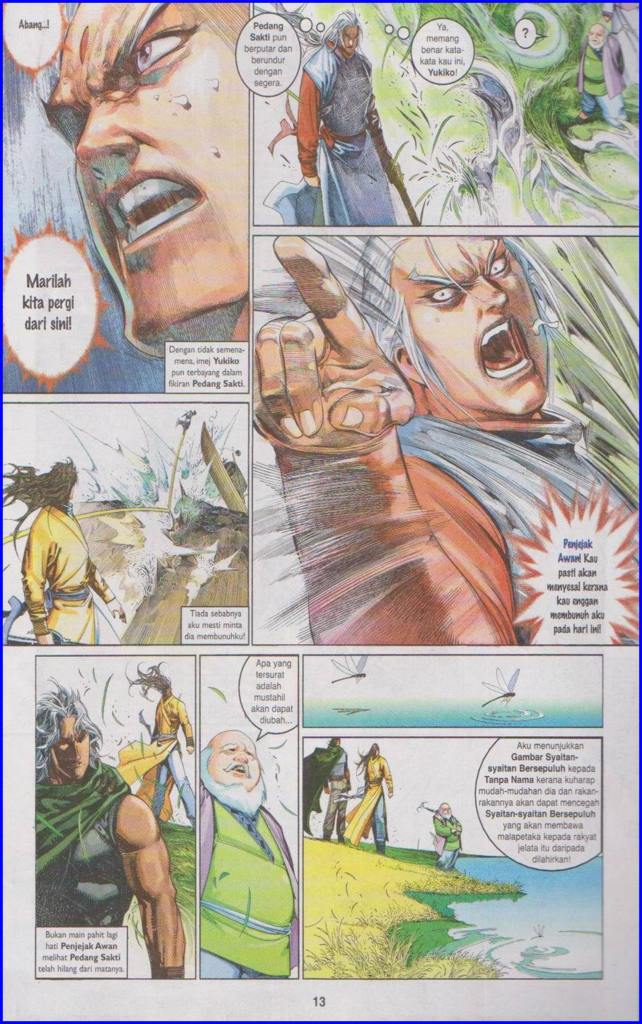 Abang..!
Marilah
kita pergi
dari sini!
Dengan tidak semena-
mena, imej Yukiko
pun terbayang dalam
fikiran Pedang Sakti.
Pedang
Sakti pun
berputar dan
berundur
dengan
segera.
Ya,
memang
benar kata-
kata kau ini,
Yukiko!
?
Penjejak
Awan! Kau
pasti akan
menyesal kerana
kau enggan
membunuh aku
pada hari ini!
Tiada sebabnya
aku mesti minta
dia membunuhku!
Bukan main pahit lagi
hati Penjejak Awan
melihat Pedang Sakti
telah hilang dari matanya.
Apa yang
tersurat
adalah
mustahil
akan dapat
diubah...
Aku menunjukkan
Gambar Syaitan-
syaitan Bersepuluh kepada
Tanpa Nama kerana kuharap
mudah-mudahan dia dan rakan-
rakannya akan dapat mencegah
Syaitan-syaitan Bersepuluh
yang akan membawa
malapetaka kepada rakyat
jelata itu daripada
dilahirkan!
13